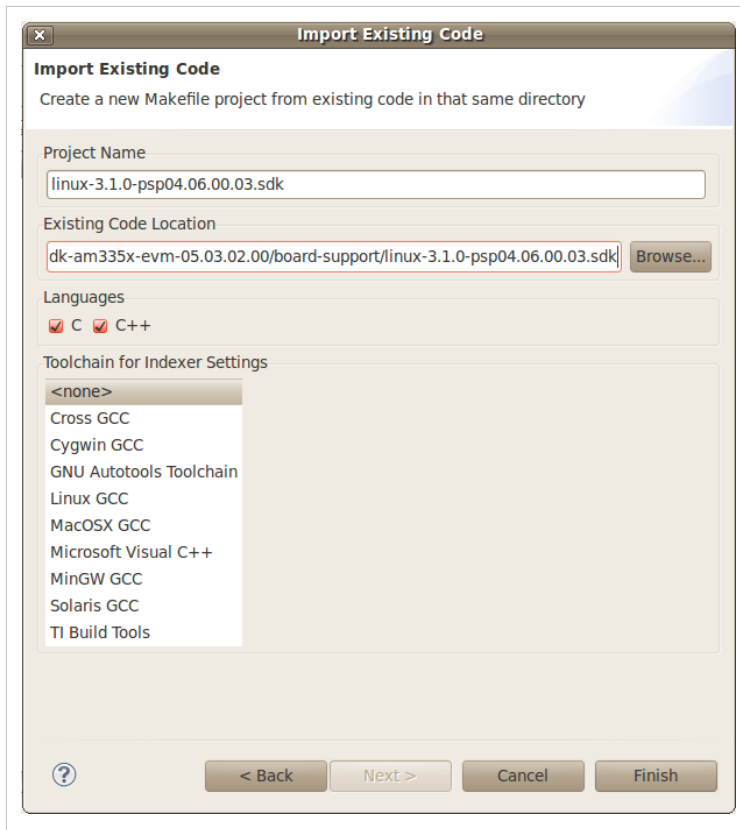 Import Existing Code
Import Existing Code
Create a new Makefile project from existing code in that same directory
Project Name
linux-3.1.0-psp04.06.00.03.sdk
Existing Code Location
dk-am335x-evm-05.03.02.00/board-support/linux-3.1.0-psp04.06.00.03.sdk Browse...
Languages
C C++
Toolchain for Indexer Settings
<none>
Cross GCC
Cygwin GCC
GNU Autotools Toolchain
Linux GCC
MacOSX GCC
Microsoft Visual C++
MinGW GCC
Solaris GCC
TI Build Tools
? < Back Next > Cancel Finish